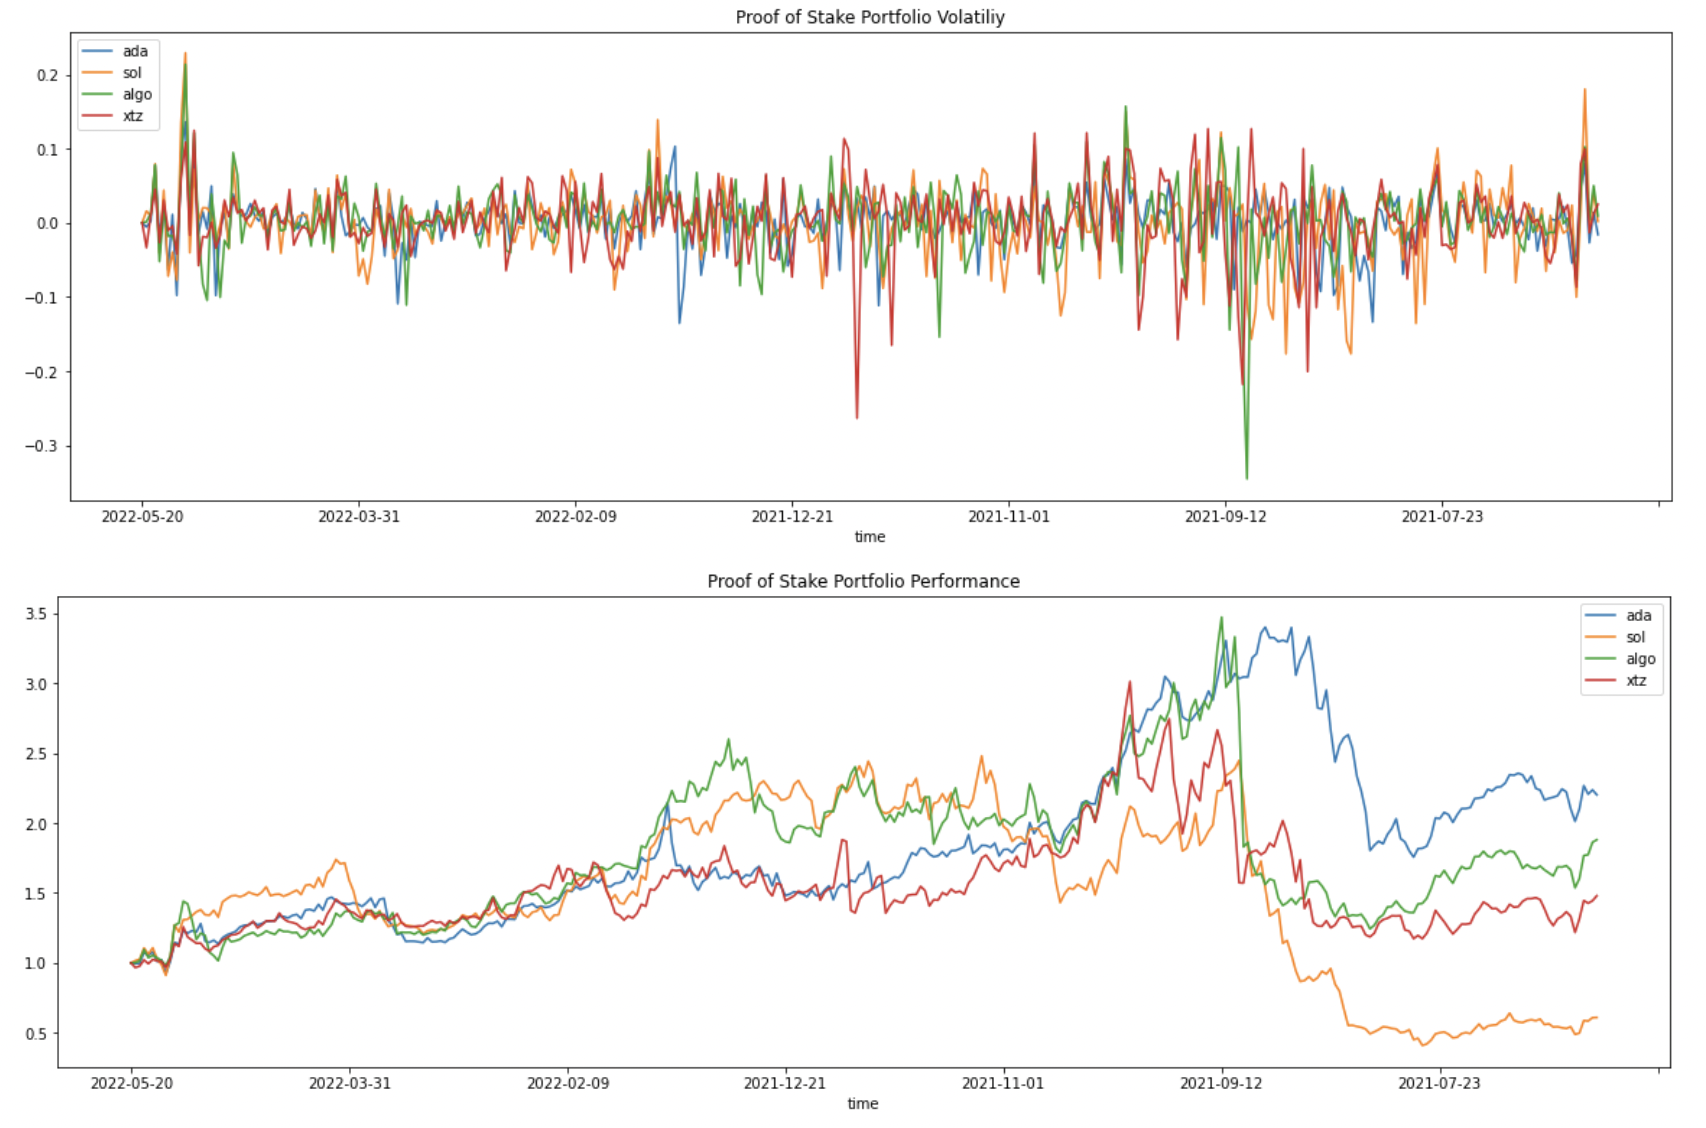 Proof of Stake Portfolio Volatiliy
ada
sol
algo
xtz
0.2
0.1
0.0
−0.1
−0.2
−0.3
2022-05-20 2022-03-31 2022-02-09 2021-12-21 2021-11-01 2021-09-12 2021-07-23
time
Proof of Stake Portfolio Performance
ada
sol
algo
xtz
3.5
3.0
2.5
2.0
1.5
1.0
0.5
2022-05-20 2022-03-31 2022-02-09 2021-12-21 2021-11-01 2021-09-12 2021-07-23
time